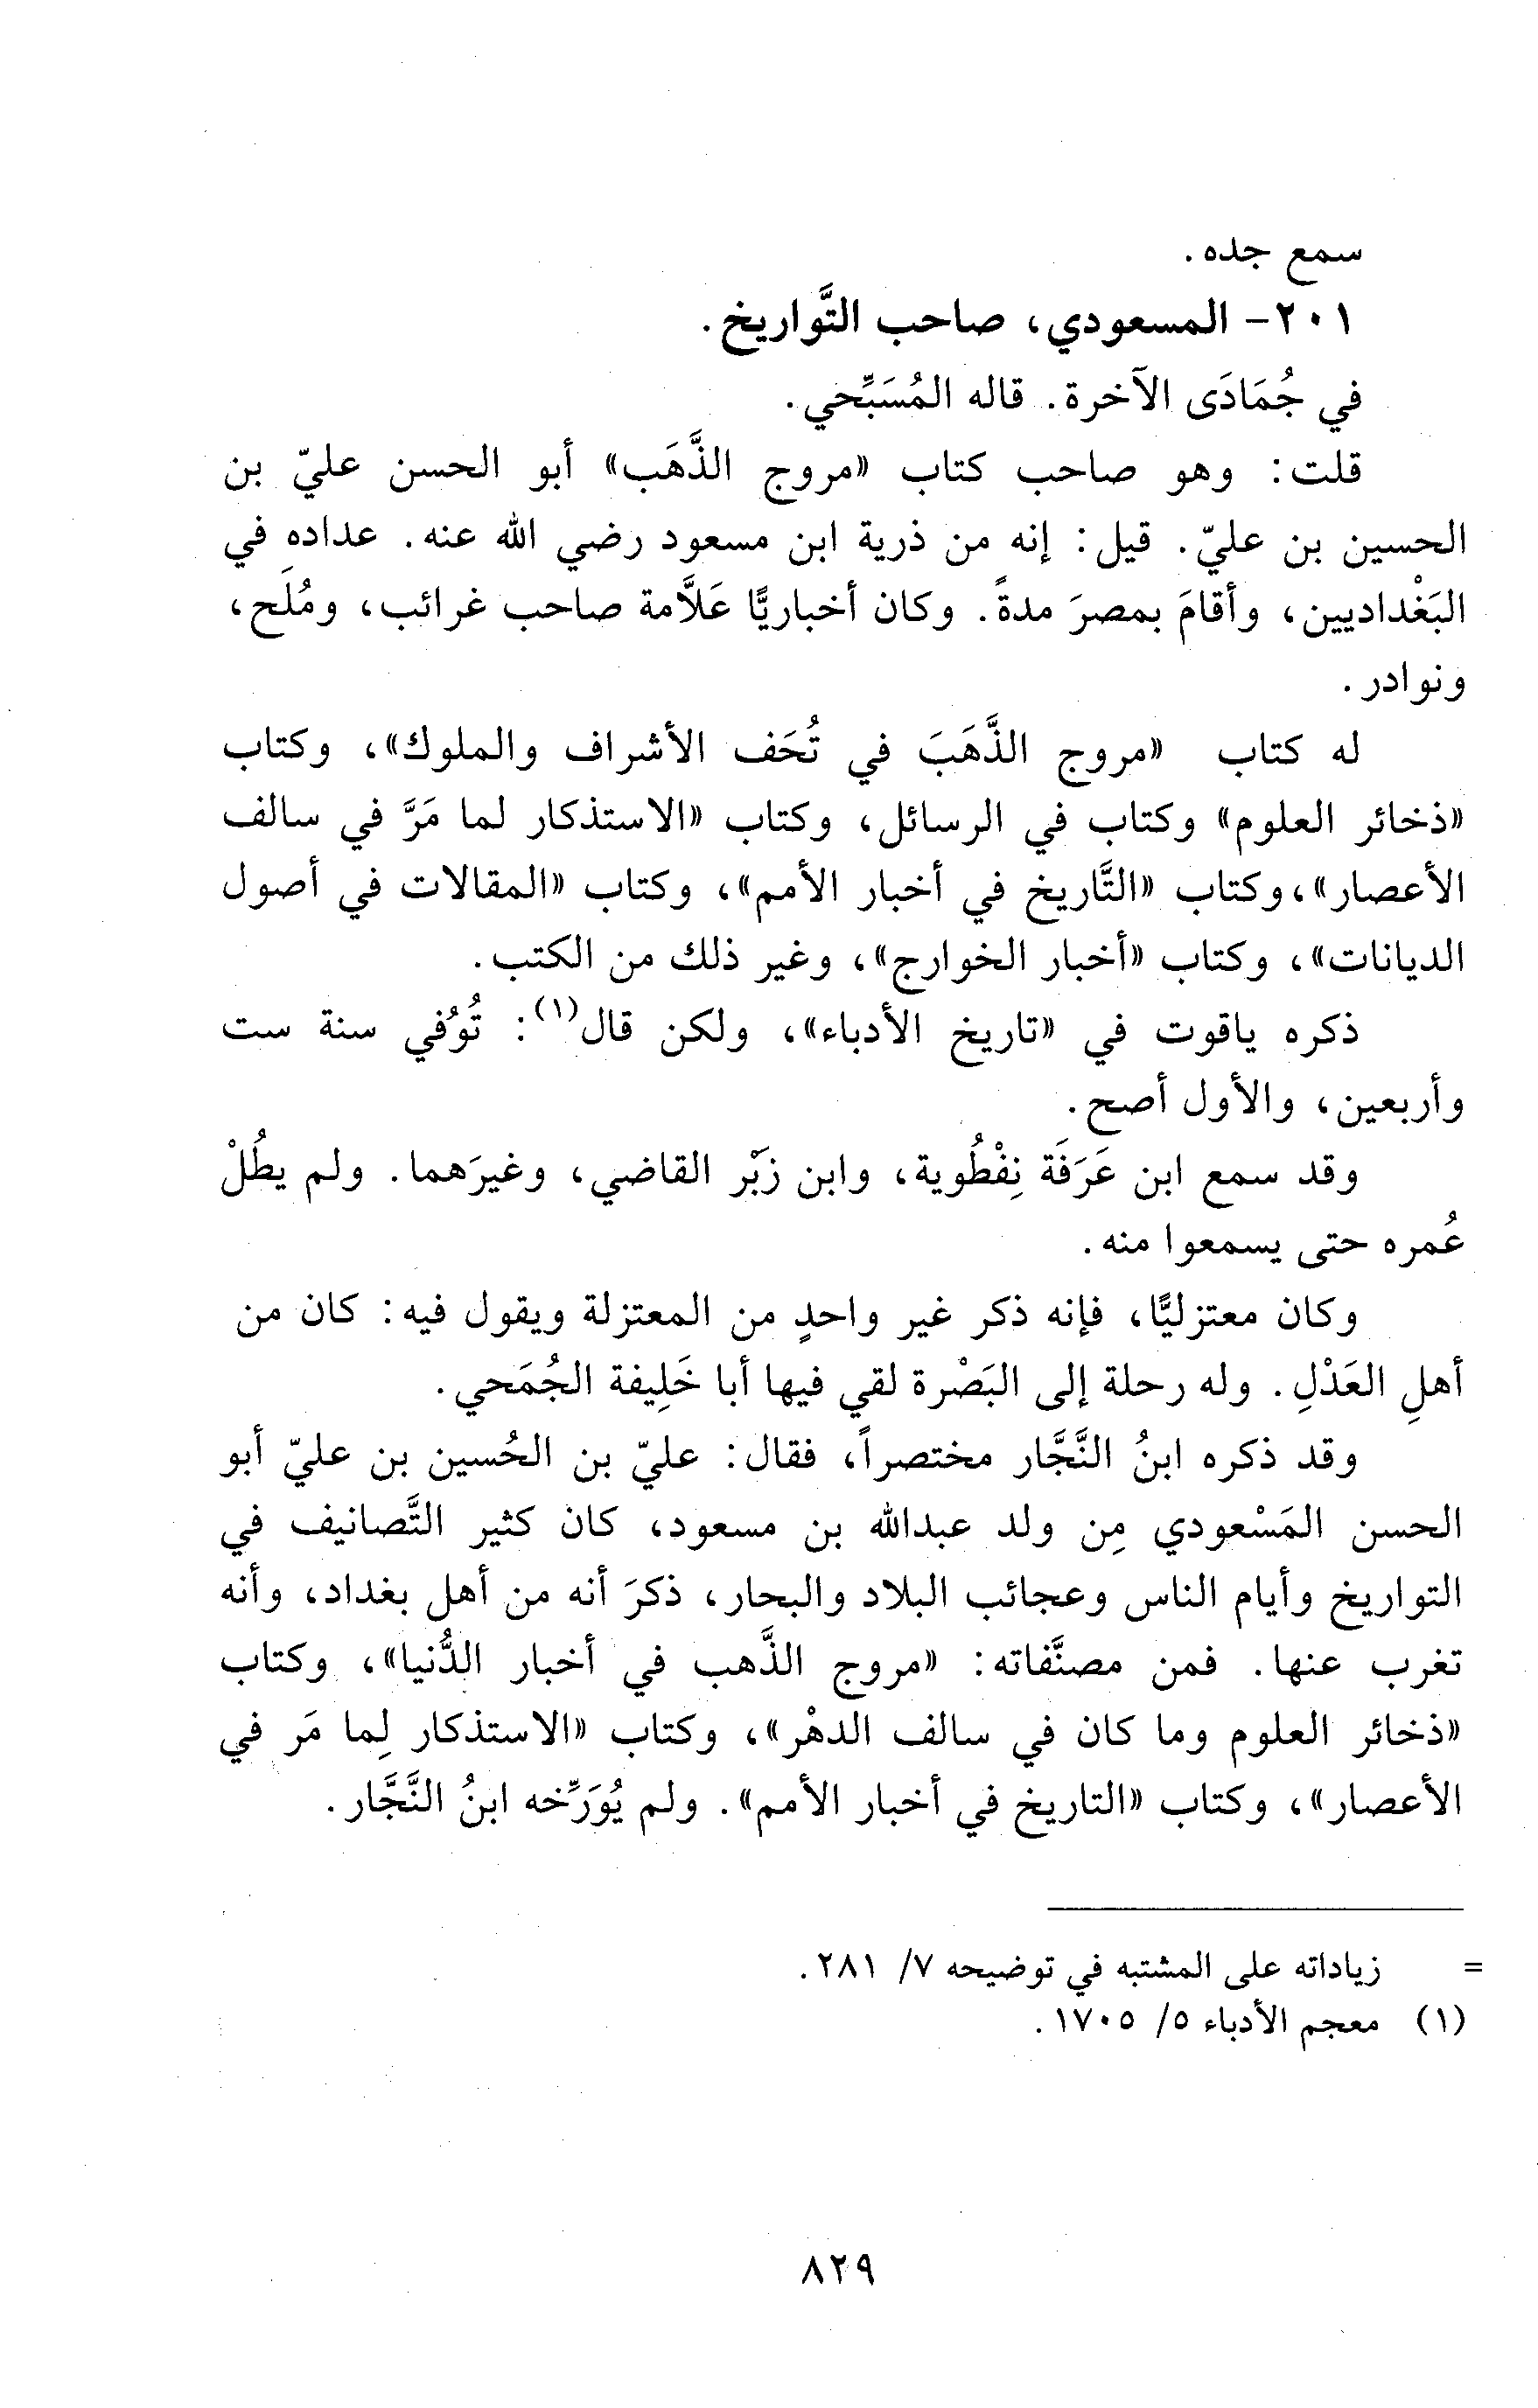 سمع جده.
٢٠١- المسعودي، صاحب التَّواريخ.
في جُمَادَى الآخرة. قاله المُسَبِّحي.
قلت: وهو صاحب كتاب «مروج الذَّهَب» أبو الحسن عليّ بن
الحسين بن عليّ. قيل: إنه من ذرية ابن مسعود رضي الله عنه. عداده في
البَغْداديين، وأقامَ بمصرَ مدةً. وكان أخباريًّا عَلاَّمة صاحب غرائب، ومُلَح،
ونوادر.
له كتاب «مروج الذَّهَبَ في تُحَف الأشراف والملوك»، وكتاب
«ذخائر العلوم» وكتاب في الرسائل، وكتاب «الاستذكار لما مَرَّ في سالف
الأعصار»،وكتاب «التَّاريخ في أخبار الأمم»، وكتاب «المقالات في أصول
الديانات»، وكتاب «أخبار الخوارج»، وغير ذلك من الكتب.
ذكره ياقوت في «تاريخ الأدباء»، ولكن قال(١): تُوُفي سنة ست
وأربعين، والأول أصح.
وقد سمع ابن عَرَفَة نِفْطُوية، وابن زَبْر القاضي، وغيرَهما. ولم يطُلْ
عُمره حتى يسمعوا منه.
وكان معتزليًّا، فإنه ذكر غير واحدٍ من المعتزلة ويقول فيه: كان من
أهلِ العَدْلِ. وله رحلة إلى البَصْرة لقي فيها أبا خَلِيفة الجُمَحي.
وقد ذكره ابنُ النَّجَّار مختصراً، فقال: عليّ بن الحُسين بن عليّ أبو
الحسن المَسْعودي مِن ولد عبدالله بن مسعود، كان كثير التَّصانيف في
التواريخ وأيام الناس وعجائب البلاد والبحار، ذكرَ أنه من أهل بغداد، وأنه
تغرب عنها. فمن مصنَّفاته: «مروج الذَّهب في أخبار الدُّنيا»، وكتاب
«ذخائر العلوم وما كان في سالف الدهْر»، وكتاب «الاستذكار لِما مَر في
الأعصار»، وكتاب «التاريخ في أخبار الأمم». ولم يُوَرِّخه ابنُ النَّجَّار.
= زياداته على المشتبه في توضيحه ٧/ ٢٨١.
(١) معجم الأدباء ٥/ ١٧٠٥.
٨٢٩